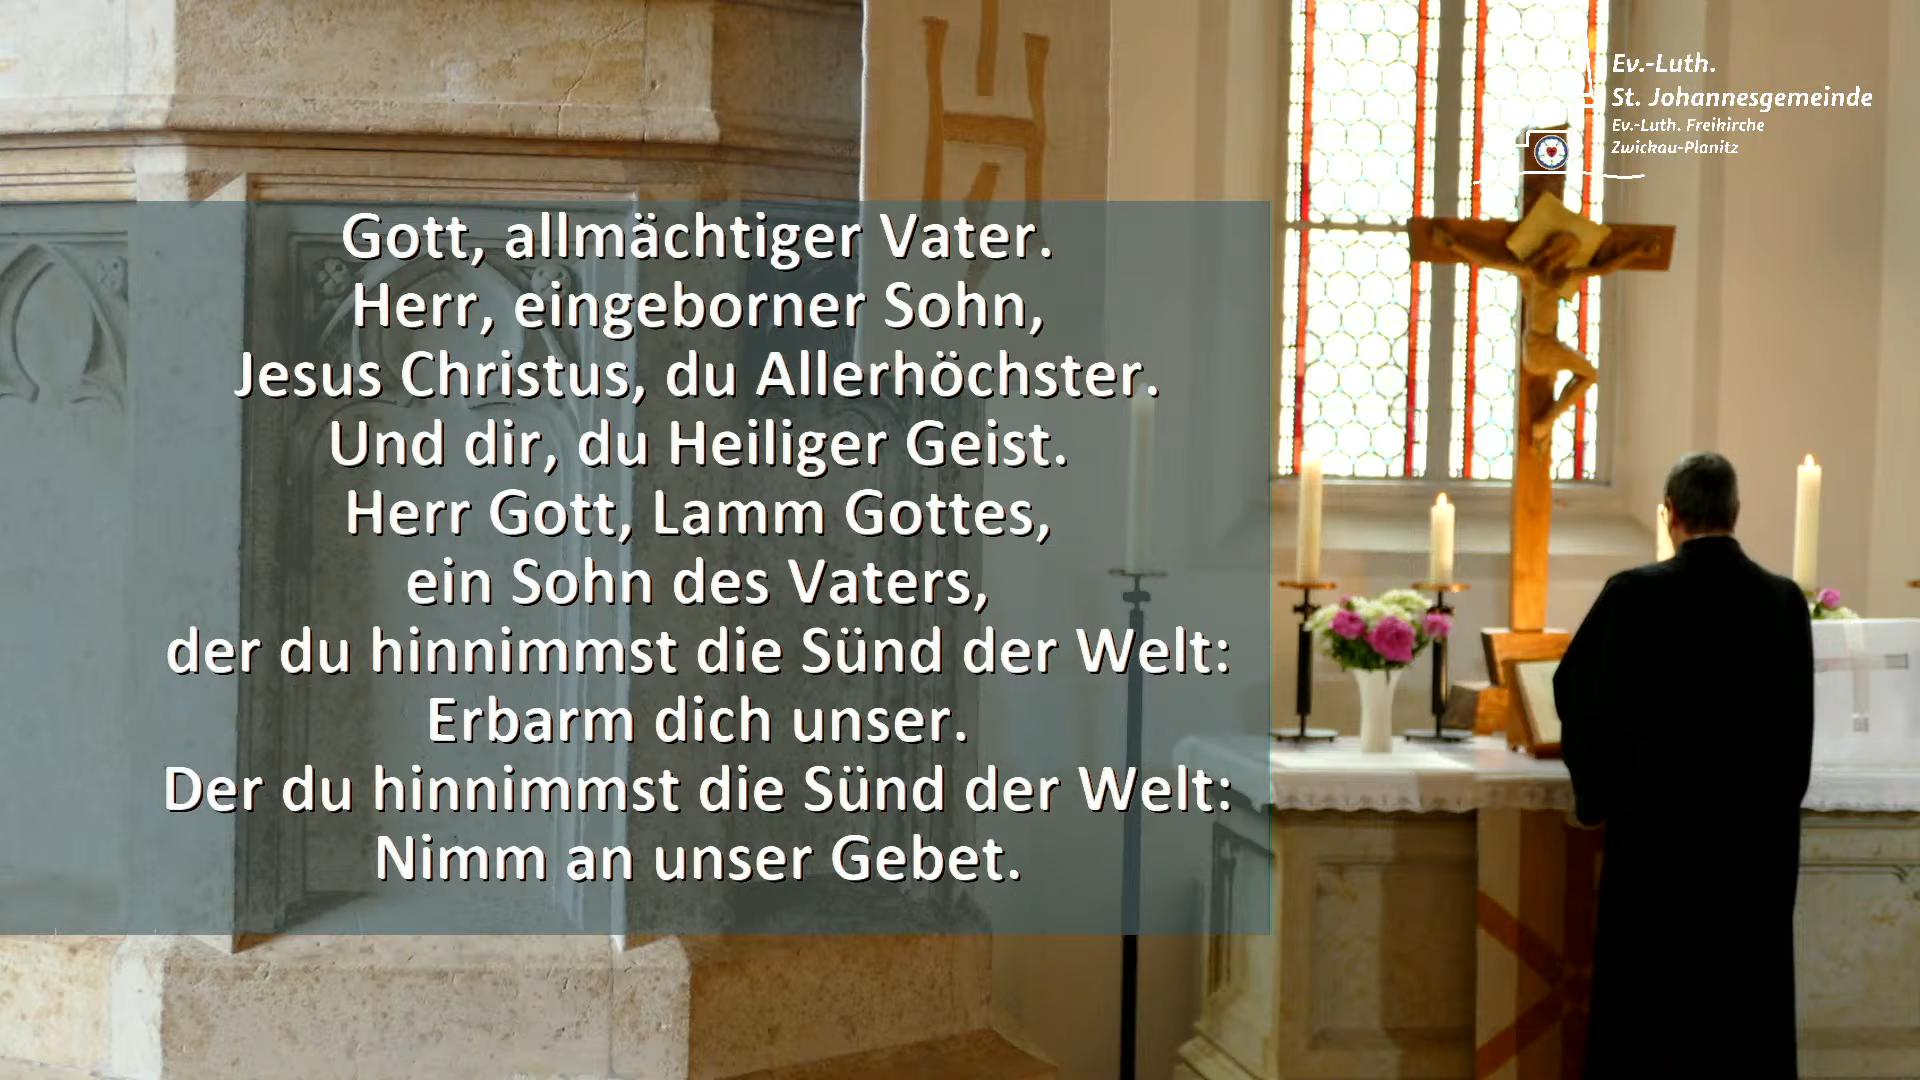 Gott, allmächtiger Vater.
Herr, eingeborner Sohn,
Jesus Christus, du Allerhöchster.
Und dir, du Heiliger Geist.
Herr Gott, Lamm Gottes,
ein Sohn des Vaters,
der du hinnimmst die Sünd der Welt:
Erbarm dich unser.
Der du hinnimmst die Sünd der Welt:
Nimm an unser Gebet.
Ev.-Luth.
St. Johannesgemeinde
Ev.-Luth. Freikirche
Zwickau-Planitz